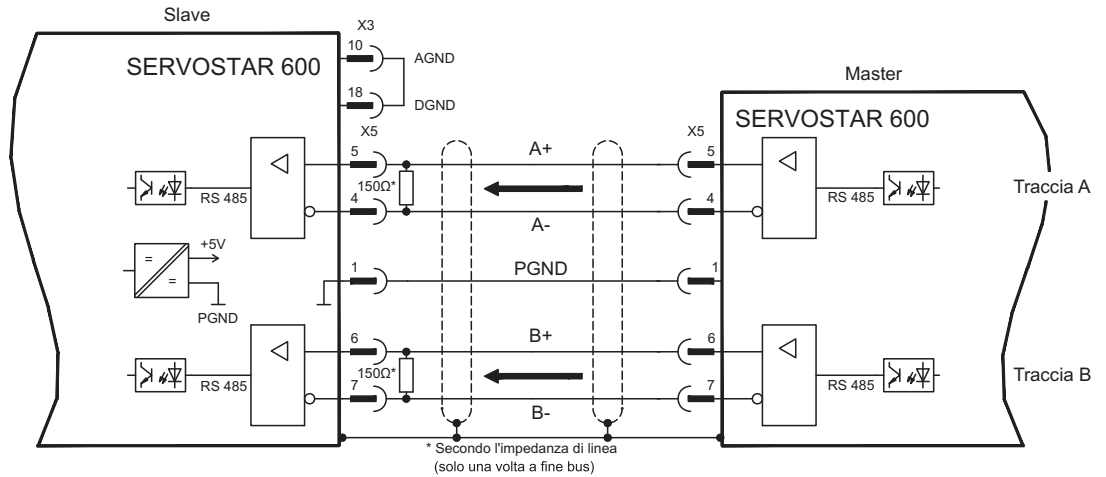 Slave
X3
10
AGND
SERVOSTAR 600
18
DGND
Master
SERVOSTAR 600
X5
X5
5
A+
5
150Ω*
RS 485
RS 485
Traccia A
4
A-
4
+5V
=
=
PGND
1
PGND
1
6
B+
6
150Ω*
RS 485
RS 485
Traccia B
7
B-
7
* Secondo l'impedanza di linea
(solo una volta a fine bus)